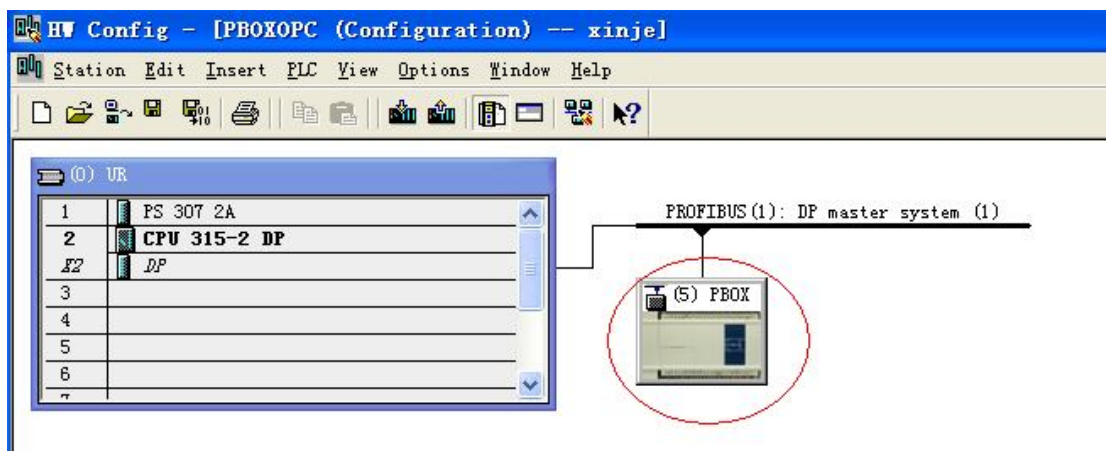 HW Config - [PBOXOPC (Configuration) -- xinje]
Station Edit Insert PLC View Options Window Help
(0) UR
1 PS 307 2A
2 CPU 315-2 DP
X2 DP
3
4
5
6
7
PROFIBUS(1): DP master system (1)
(5) PBOX